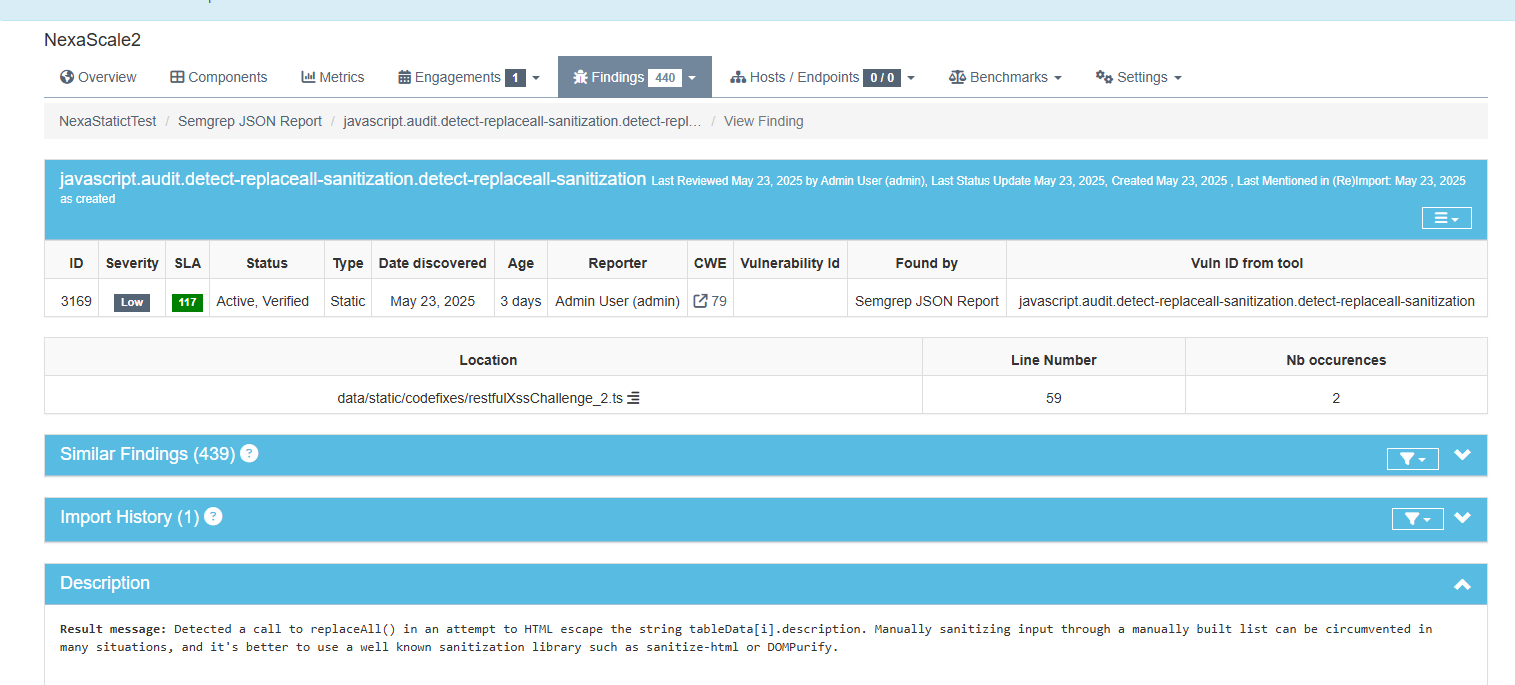 NexaScale2
Overview Components Metrics Engagements 1 Findings 440 Hosts / Endpoints 0 / 0 Benchmarks Settings
NexaStatictTest / Semgrep JSON Report / javascript.audit.detect-replaceall-sanitization.detect-repl... / View Finding
javascript.audit.detect-replaceall-sanitization.detect-replaceall-sanitization Last Reviewed May 23, 2025 by Admin User (admin), Last Status Update May 23, 2025, Created May 23, 2025 , Last Mentioned in (Re)Import: May 23, 2025
as created
ID Severity SLA Status Type Date discovered Age Reporter CWE Vulnerability Id Found by Vuln ID from tool
3169 Low 117 Active, Verified Static May 23, 2025 3 days Admin User (admin) 79 Semgrep JSON Report javascript.audit.detect-replaceall-sanitization.detect-replaceall-sanitization
Location Line Number Nb occurences
data/static/codefixes/restfulXssChallenge_2.ts 59 2
Similar Findings (439) ?
Import History (1) ?
Description
Result message: Detected a call to replaceAll() in an attempt to HTML escape the string tableData[i].description. Manually sanitizing input through a manually built list can be circumvented in
many situations, and it's better to use a well known sanitization library such as sanitize-html or DOMPurify.